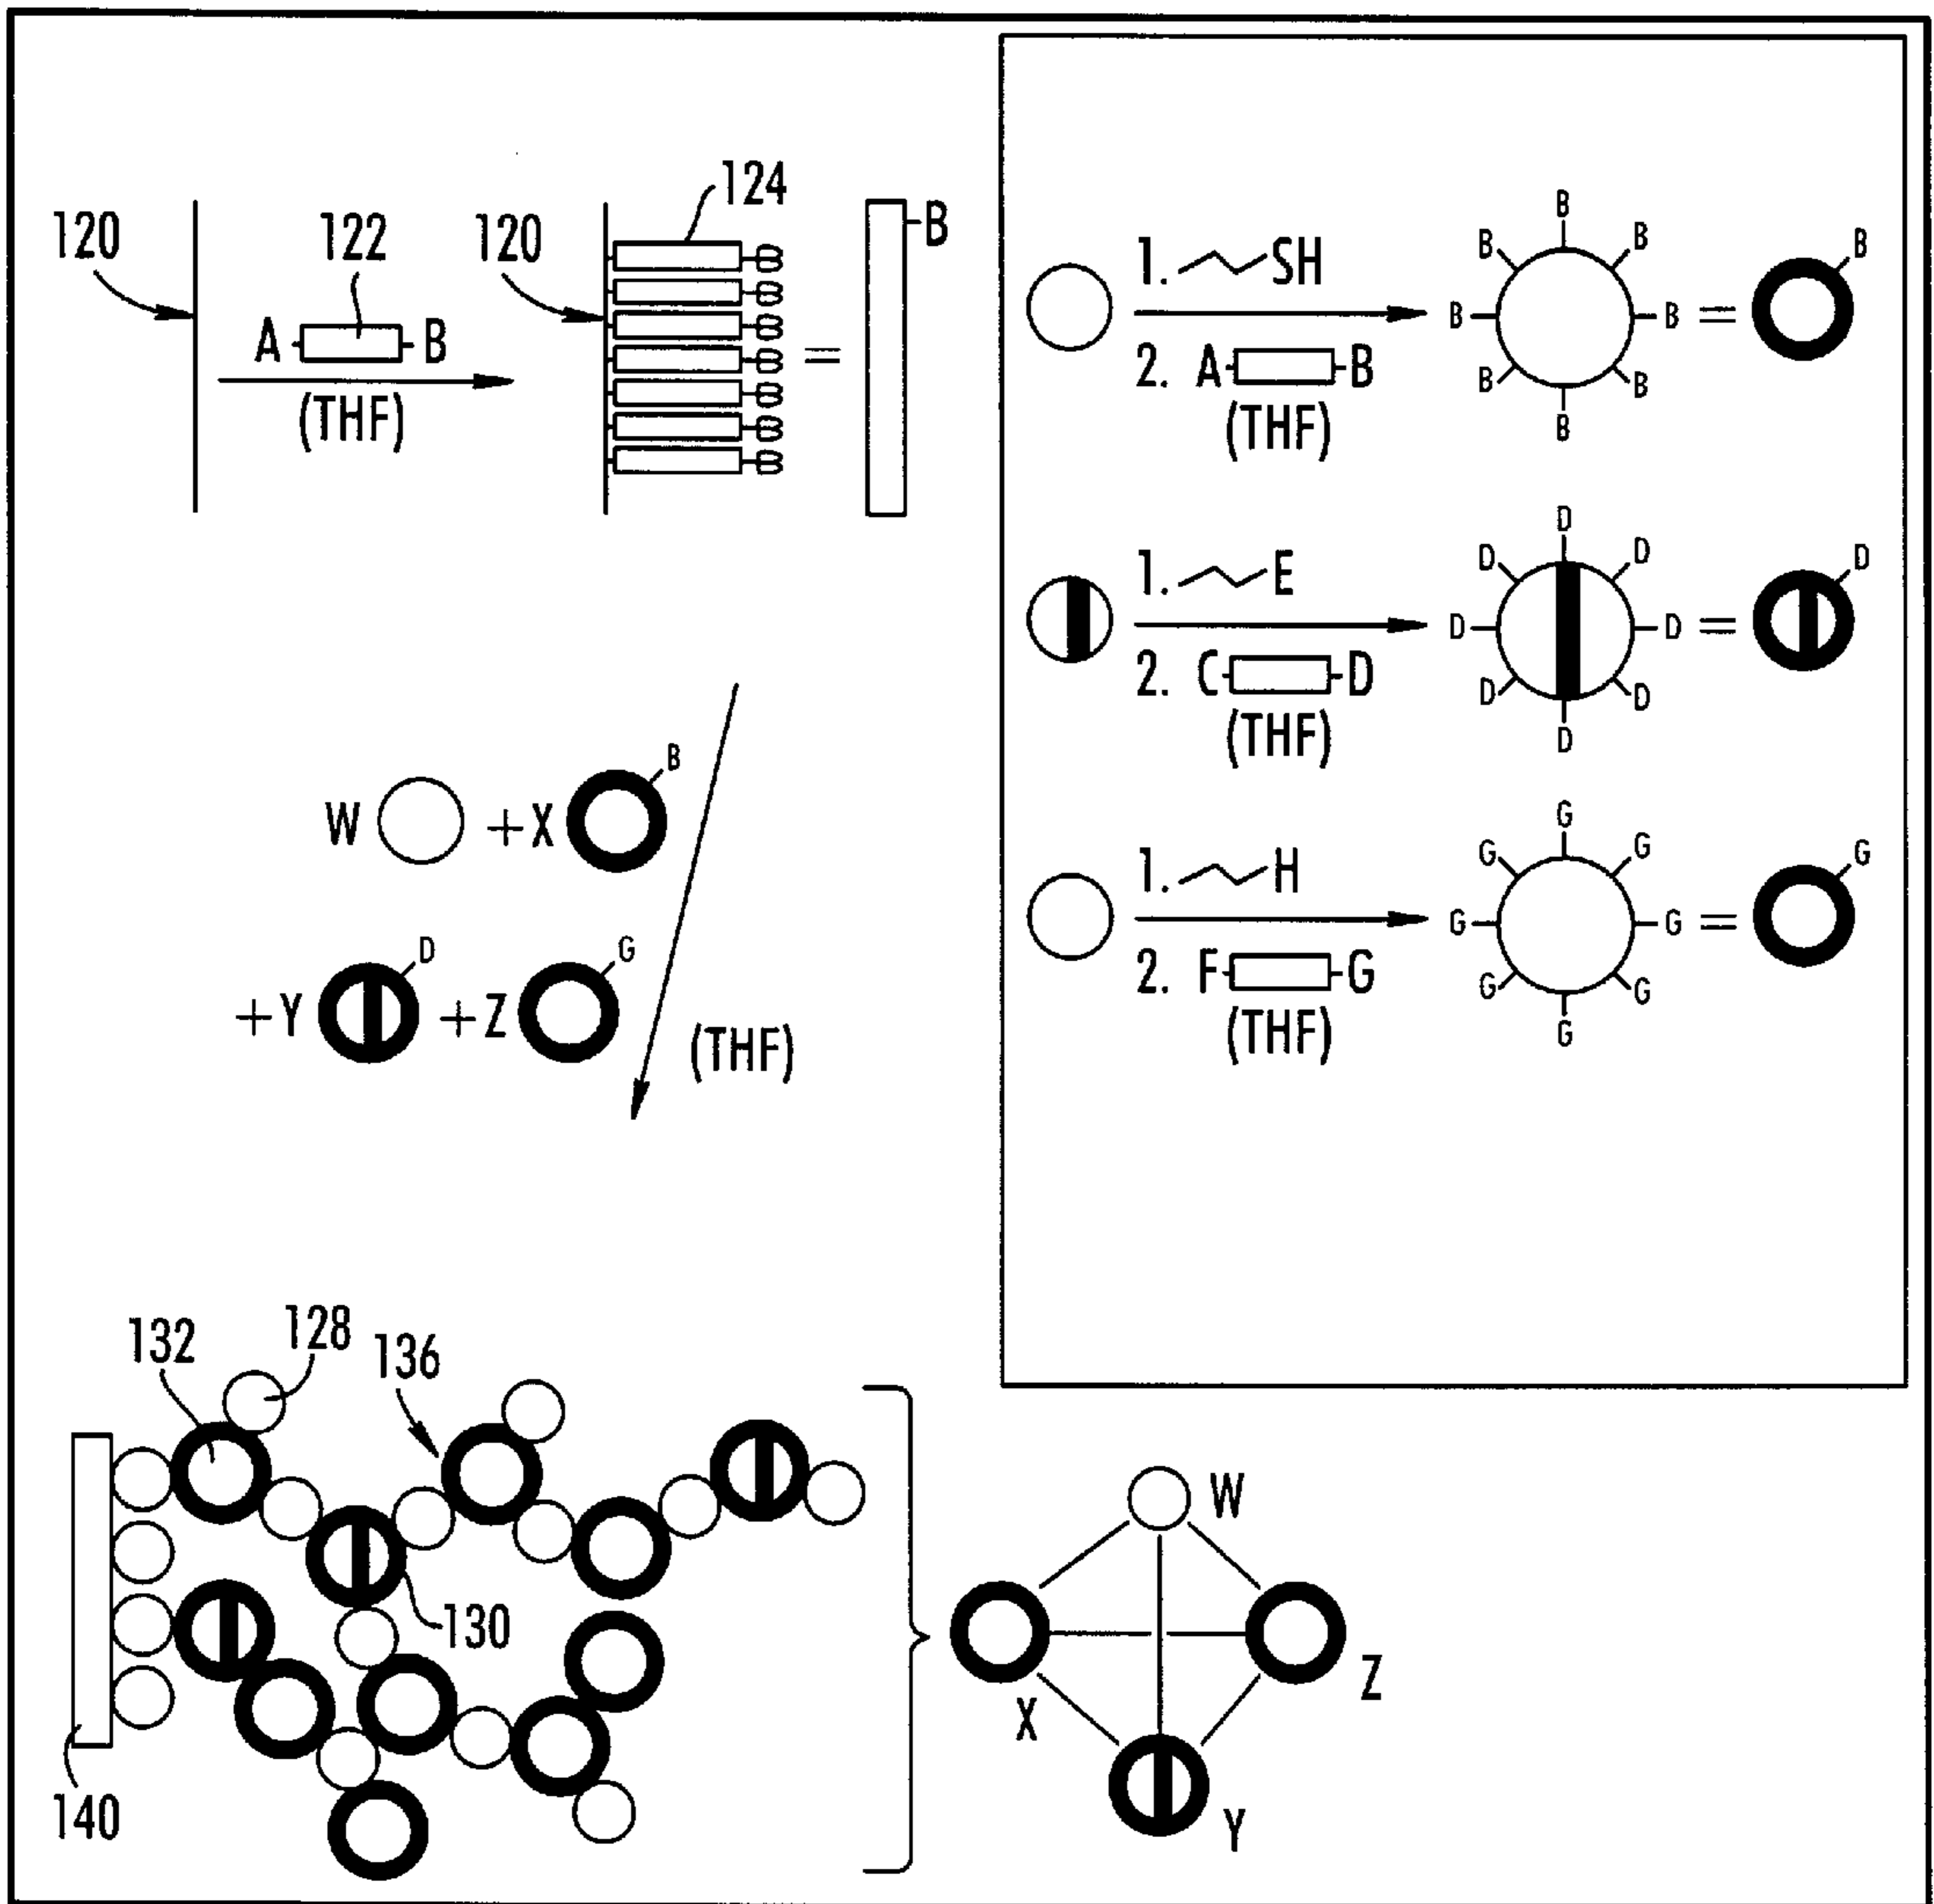 120
122
A B
(THF)
120
124
B B B B B B B
=
B
W + X B
+ Y D + Z G
(THF)
1. SH
2. A B
(THF)
B B B B B B B B = B
1. E
2. C D
(THF)
D D D D D D D D = D
1. H
2. F G
(THF)
G G G G G G G G = G
132
128
136
130
140
W
X
Z
Y